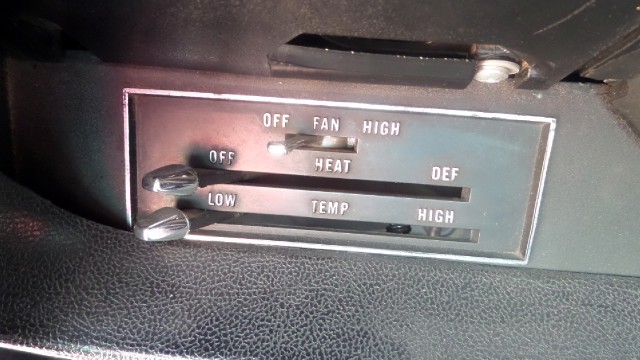 OFF FAN HIGH
OFF HEAT DEF
LOW TEMP HIGH